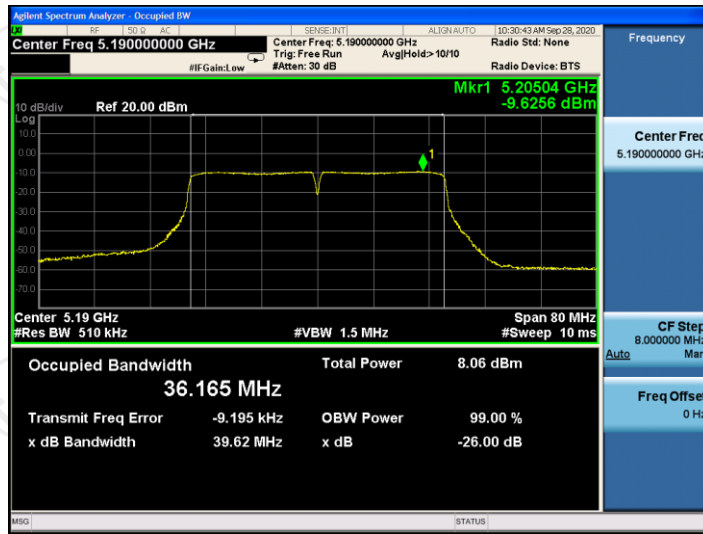 Agilent Spectrum Analyzer - Occupied BW
RF 50 Ω AC SENSE:INT ALIGN AUTO 10:30:43 AM Sep 28, 2020
Center Freq 5.190000000 GHz
Center Freq: 5.190000000 GHz Radio Std: None
Trig: Free Run Avg|Hold:> 10/10
#IFGain:Low #Atten: 30 dB Radio Device: BTS
Mkr1 5.20504 GHz
-9.6256 dBm
10 dB/div Ref 20.00 dBm
Log
10.0
0.00
-10.0
-20.0
-30.0
-40.0
-50.0
-60.0
-70.0
1
Center 5.19 GHz Span 80 MHz
#Res BW 510 kHz #VBW 1.5 MHz #Sweep 10 ms
Occupied Bandwidth Total Power 8.06 dBm
36.165 MHz
Transmit Freq Error -9.195 kHz OBW Power 99.00 %
x dB Bandwidth 39.62 MHz x dB -26.00 dB
MSG STATUS
Frequency
Center Freq
5.190000000 GHz
CF Step
8.000000 MHz
Auto Man
Freq Offset
0 Hz